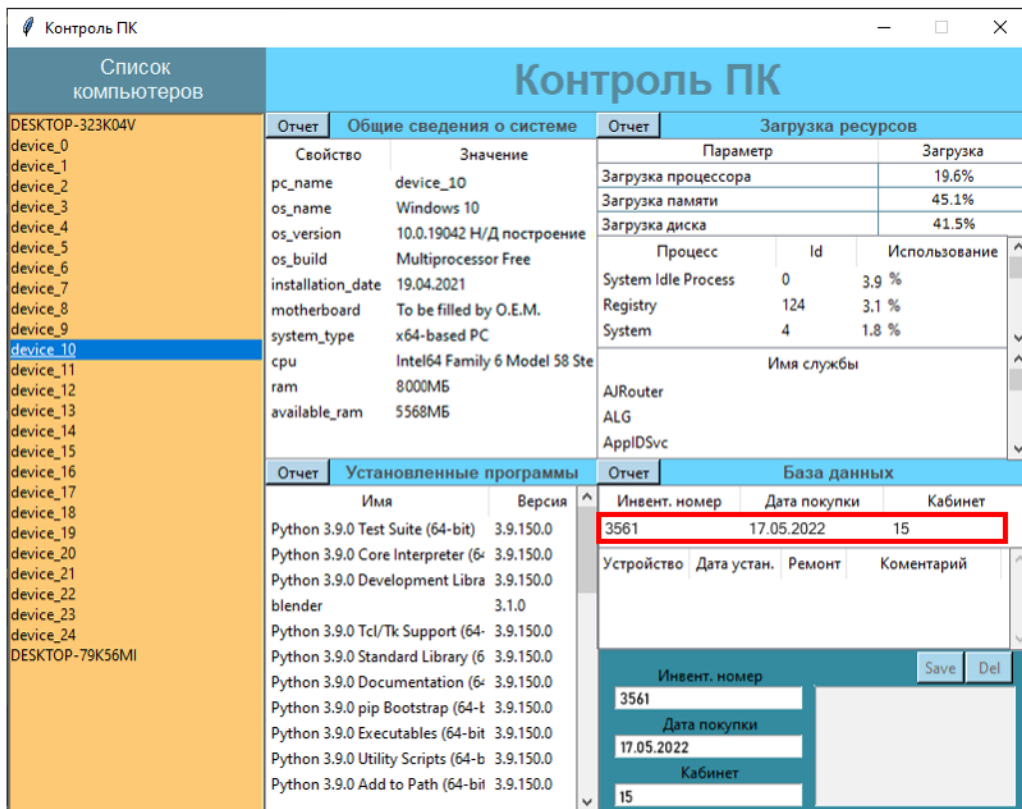 Контроль ПК
Список
компьютеров
Контроль ПК
DESKTOP-323K04V
device_0
device_1
device_2
device_3
device_4
device_5
device_6
device_7
device_8
device_9
device_10
device_11
device_12
device_13
device_14
device_15
device_16
device_17
device_18
device_19
device_20
device_21
device_22
device_23
device_24
DESKTOP-79K56MI
Отчет Общие сведения о системе
Свойство Значение
pc_name device_10
os_name Windows 10
os_version 10.0.19042 Н/Д построение
os_build Multiprocessor Free
installation_date 19.04.2021
motherboard To be filled by O.E.M.
system_type x64-based PC
cpu Intel64 Family 6 Model 58 Ste
ram 8000МБ
available_ram 5568МБ
Отчет Загрузка ресурсов
Параметр Загрузка
Загрузка процессора 19.6%
Загрузка памяти 45.1%
Загрузка диска 41.5%
Процесс Id Использование
System Idle Process 0 3.9 %
Registry 124 3.1 %
System 4 1.8 %
Имя службы
AJRouter
ALG
AppIDSvc
Отчет Установленные программы
Имя Версия
Python 3.9.0 Test Suite (64-bit) 3.9.150.0
Python 3.9.0 Core Interpreter (64 3.9.150.0
Python 3.9.0 Development Libra 3.9.150.0
blender 3.1.0
Python 3.9.0 Tcl/Tk Support (64- 3.9.150.0
Python 3.9.0 Standard Library (6 3.9.150.0
Python 3.9.0 Documentation (64 3.9.150.0
Python 3.9.0 pip Bootstrap (64-b 3.9.150.0
Python 3.9.0 Executables (64-bit 3.9.150.0
Python 3.9.0 Utility Scripts (64-b 3.9.150.0
Python 3.9.0 Add to Path (64-bit 3.9.150.0
Отчет База данных
Инвент. номер Дата покупки Кабинет
3561 17.05.2022 15
Устройство Дата устан. Ремонт Коментарий
Save Del
Инвент. номер
3561
Дата покупки
17.05.2022
Кабинет
15